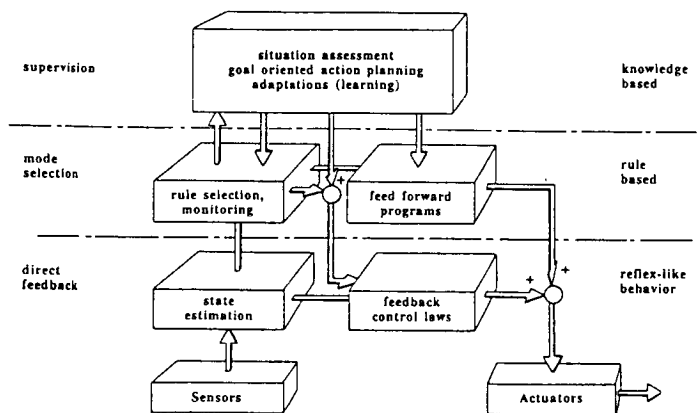 situation assessment
goal oriented action planning
adaptations (learning)
supervision
knowledge
based
mode
selection
rule selection,
monitoring
+
feed forward
programs
rule
based
direct
feedback
state
estimation
feedback
control laws
+
+
reflex-like
behavior
Sensors
Actuators